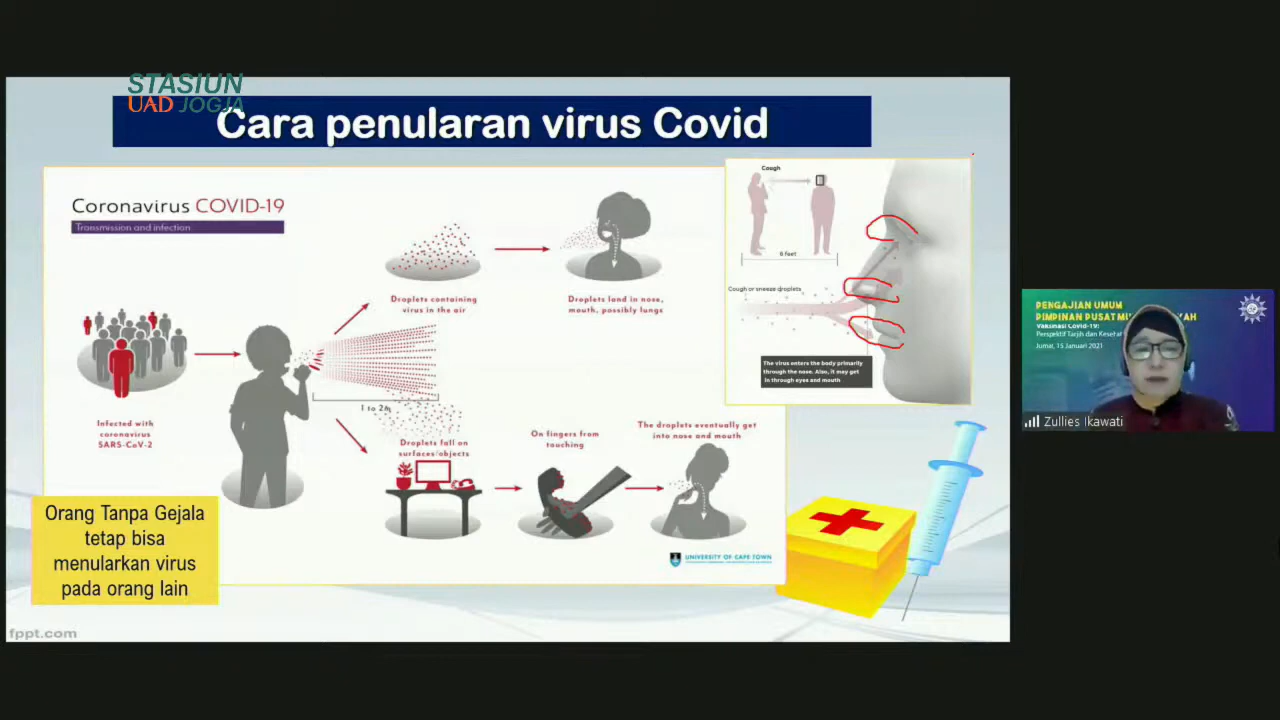 STASIUN
UAD JOGJA
Cara penularan virus Covid
Coronavirus COVID-19
Transmission and infection
Infected with
coronavirus
SARS-CoV-2
Droplets containing
virus in the air
Droplets land in nose,
mouth, possibly lungs
1 to 2m
Droplets fall on
surfaces/objects
On fingers from
touching
The droplets eventually get
into nose and mouth
UNIVERSITY OF CAPE TOWN
Cough
6 feet
Cough or sneeze droplets
The virus enters the body primarily
through the nose. Also, it may get
in through eyes and mouth
Orang Tanpa Gejala
tetap bisa
menularkan virus
pada orang lain
fppt.com
PENGAJIAN UMUM
PIMPINAN PUSAT
Vaksinasi Covid-19:
Perspektif Tarjih dan
Jumat, 15 Januari 2021
Zullies Ikawati